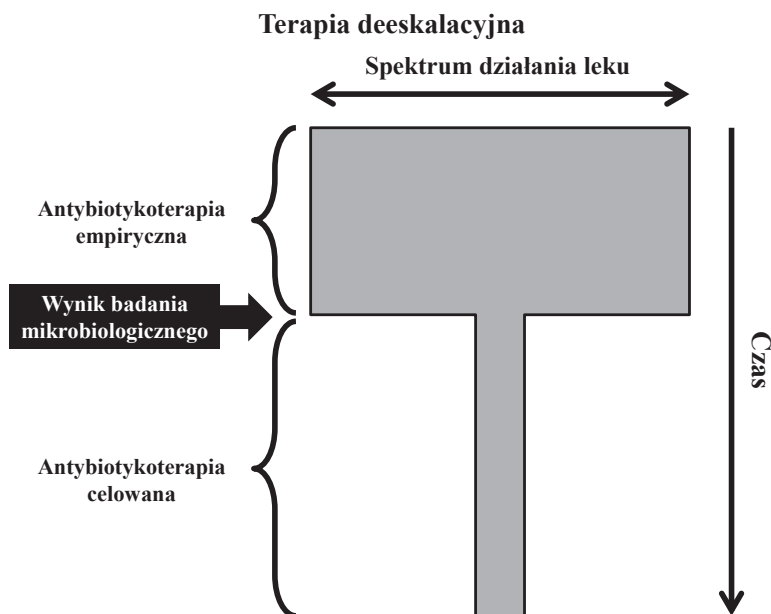 Terapia deeskalacyjna
Spektrum działania leku
Antybiotykoterapia
empiryczna
Wynik badania
mikrobiologicznego
Czas
Antybiotykoterapia
celowana